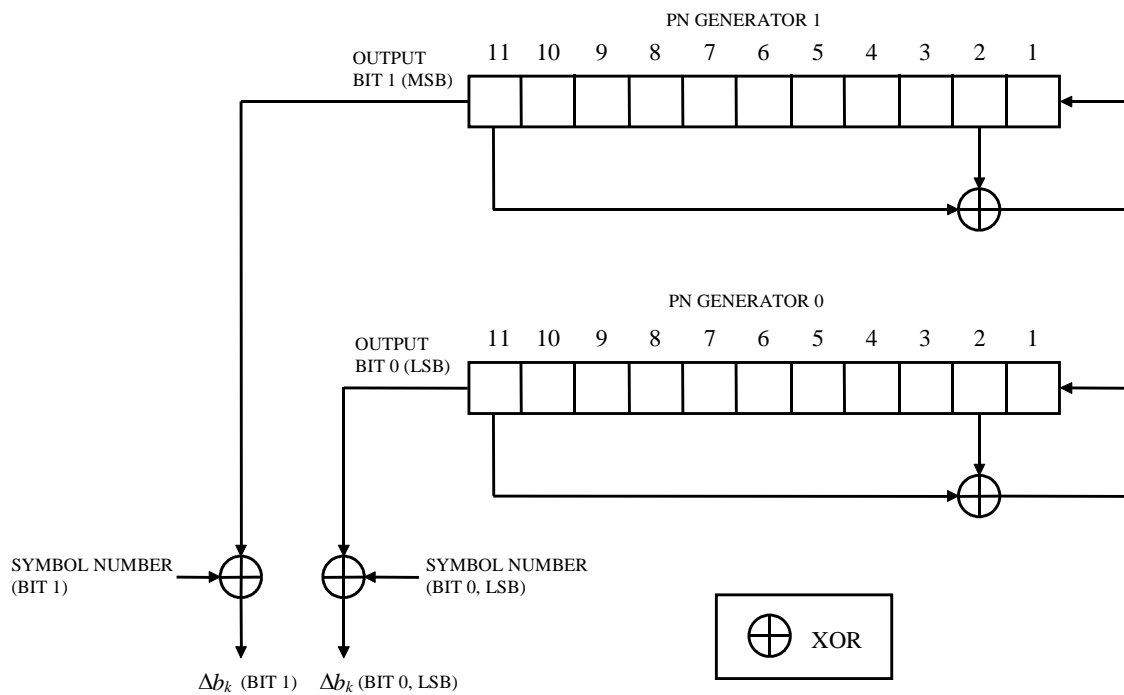 PN GENERATOR 1
OUTPUT
BIT 1 (MSB)
11 10 9 8 7 6 5 4 3 2 1
PN GENERATOR 0
OUTPUT
BIT 0 (LSB)
11 10 9 8 7 6 5 4 3 2 1
SYMBOL NUMBER
(BIT 1)
SYMBOL NUMBER
(BIT 0, LSB)
XOR
Δbₖ (BIT 1) Δbₖ (BIT 0, LSB)